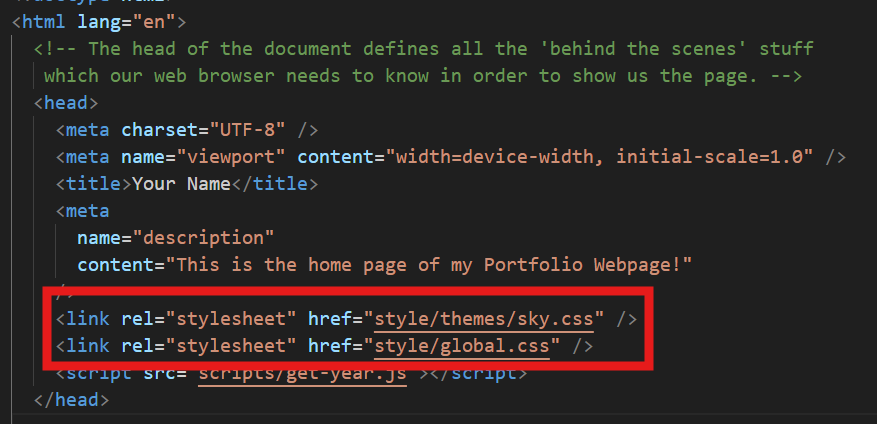 <html lang="en">
<!-- The head of the document defines all the 'behind the scenes' stuff
which our web browser needs to know in order to show us the page. -->
<head>
<meta charset="UTF-8" />
<meta name="viewport" content="width=device-width, initial-scale=1.0" />
<title>Your Name</title>
<meta
name="description"
content="This is the home page of my Portfolio Webpage!"
/>
<link rel="stylesheet" href="style/themes/sky.css" />
<link rel="stylesheet" href="style/global.css" />
<script src="scripts/get-year.js"></script>
</head>